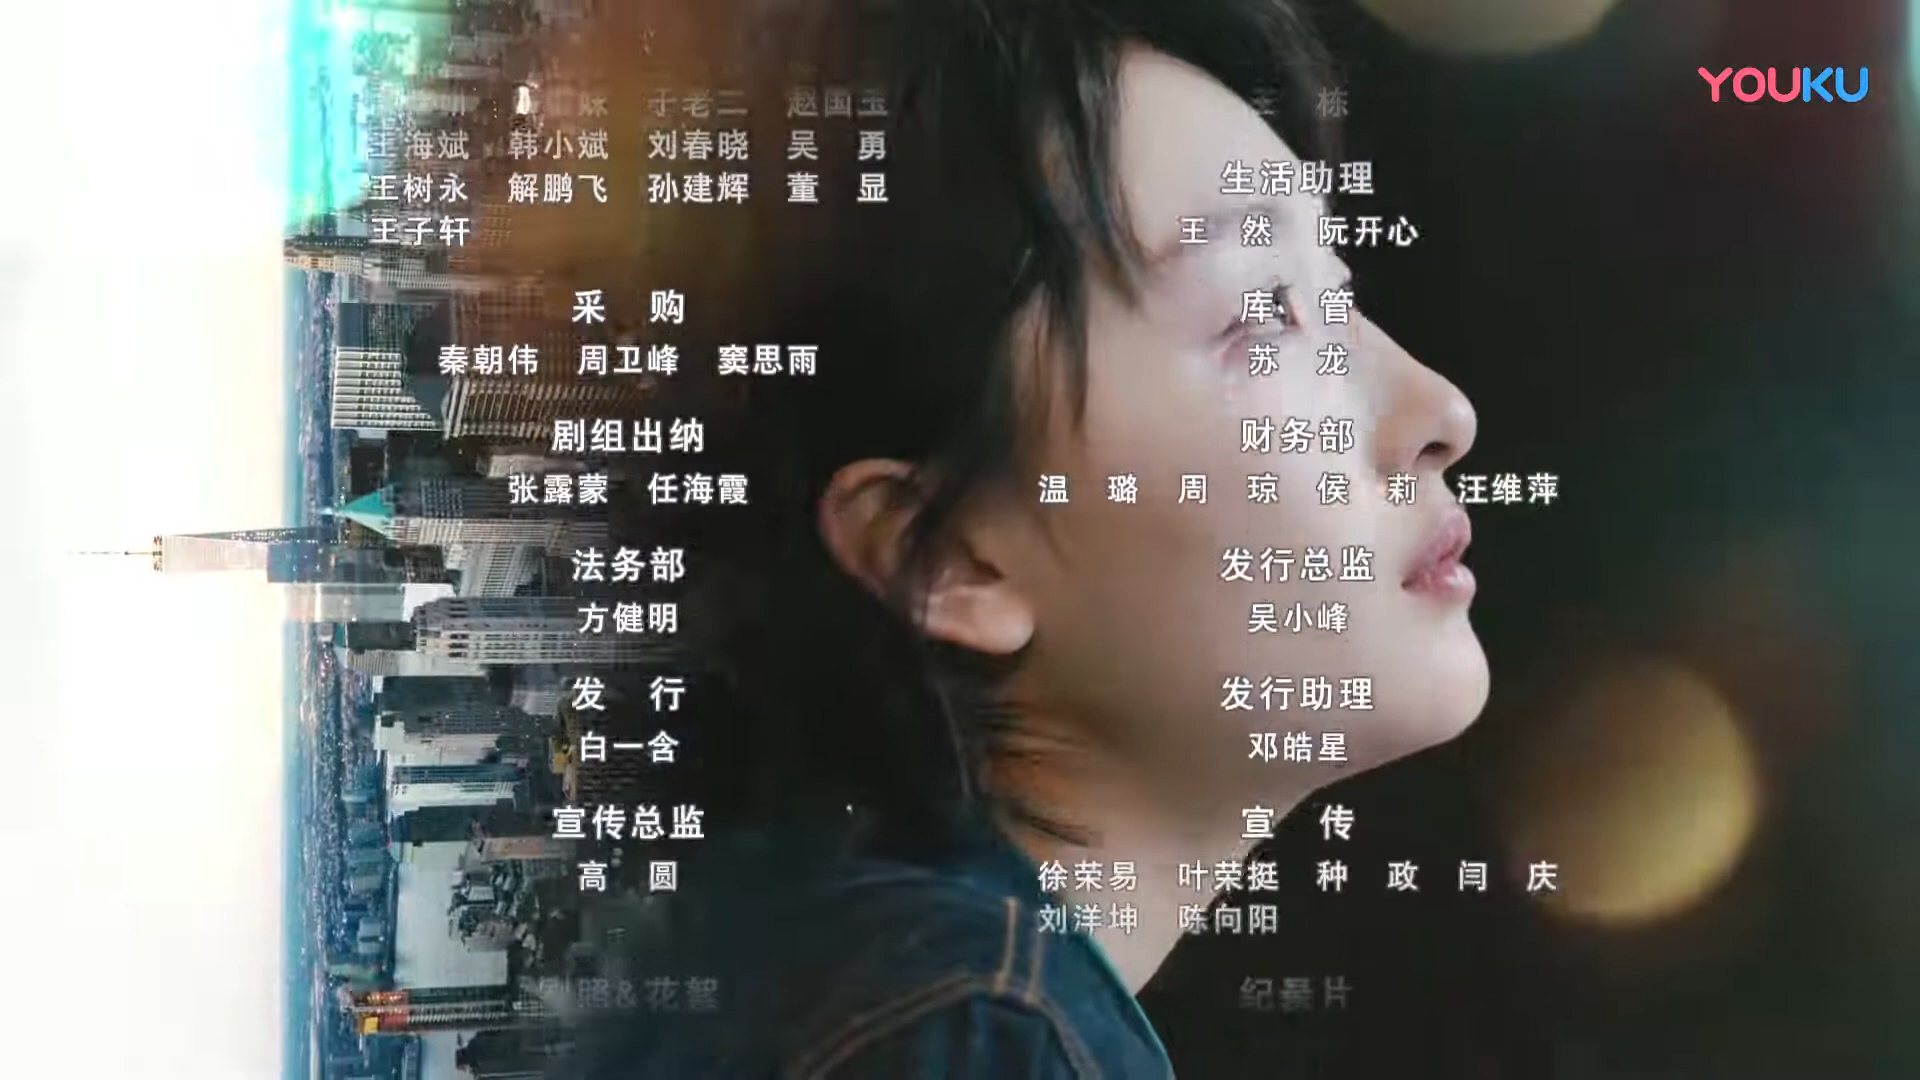 YOUKU
于老二 赵国玉
王海斌 韩小斌 刘春晓 吴 勇
王树永 解鹏飞 孙建辉 董 显
王子轩
采 购
秦朝伟 周卫峰 窦思雨
剧组出纳
张露蒙 任海霞
法务部
方健明
发 行
白一含
宣传总监
高 圆
剧照&花絮
栋
生活助理
王 然 阮开心
库 管
苏 龙
财务部
温 璐 周 琼 侯 莉 汪维萍
发行总监
吴小峰
发行助理
邓皓星
宣 传
徐荣易 叶荣挺 种 政 闫 庆
刘洋坤 陈向阳
纪录片